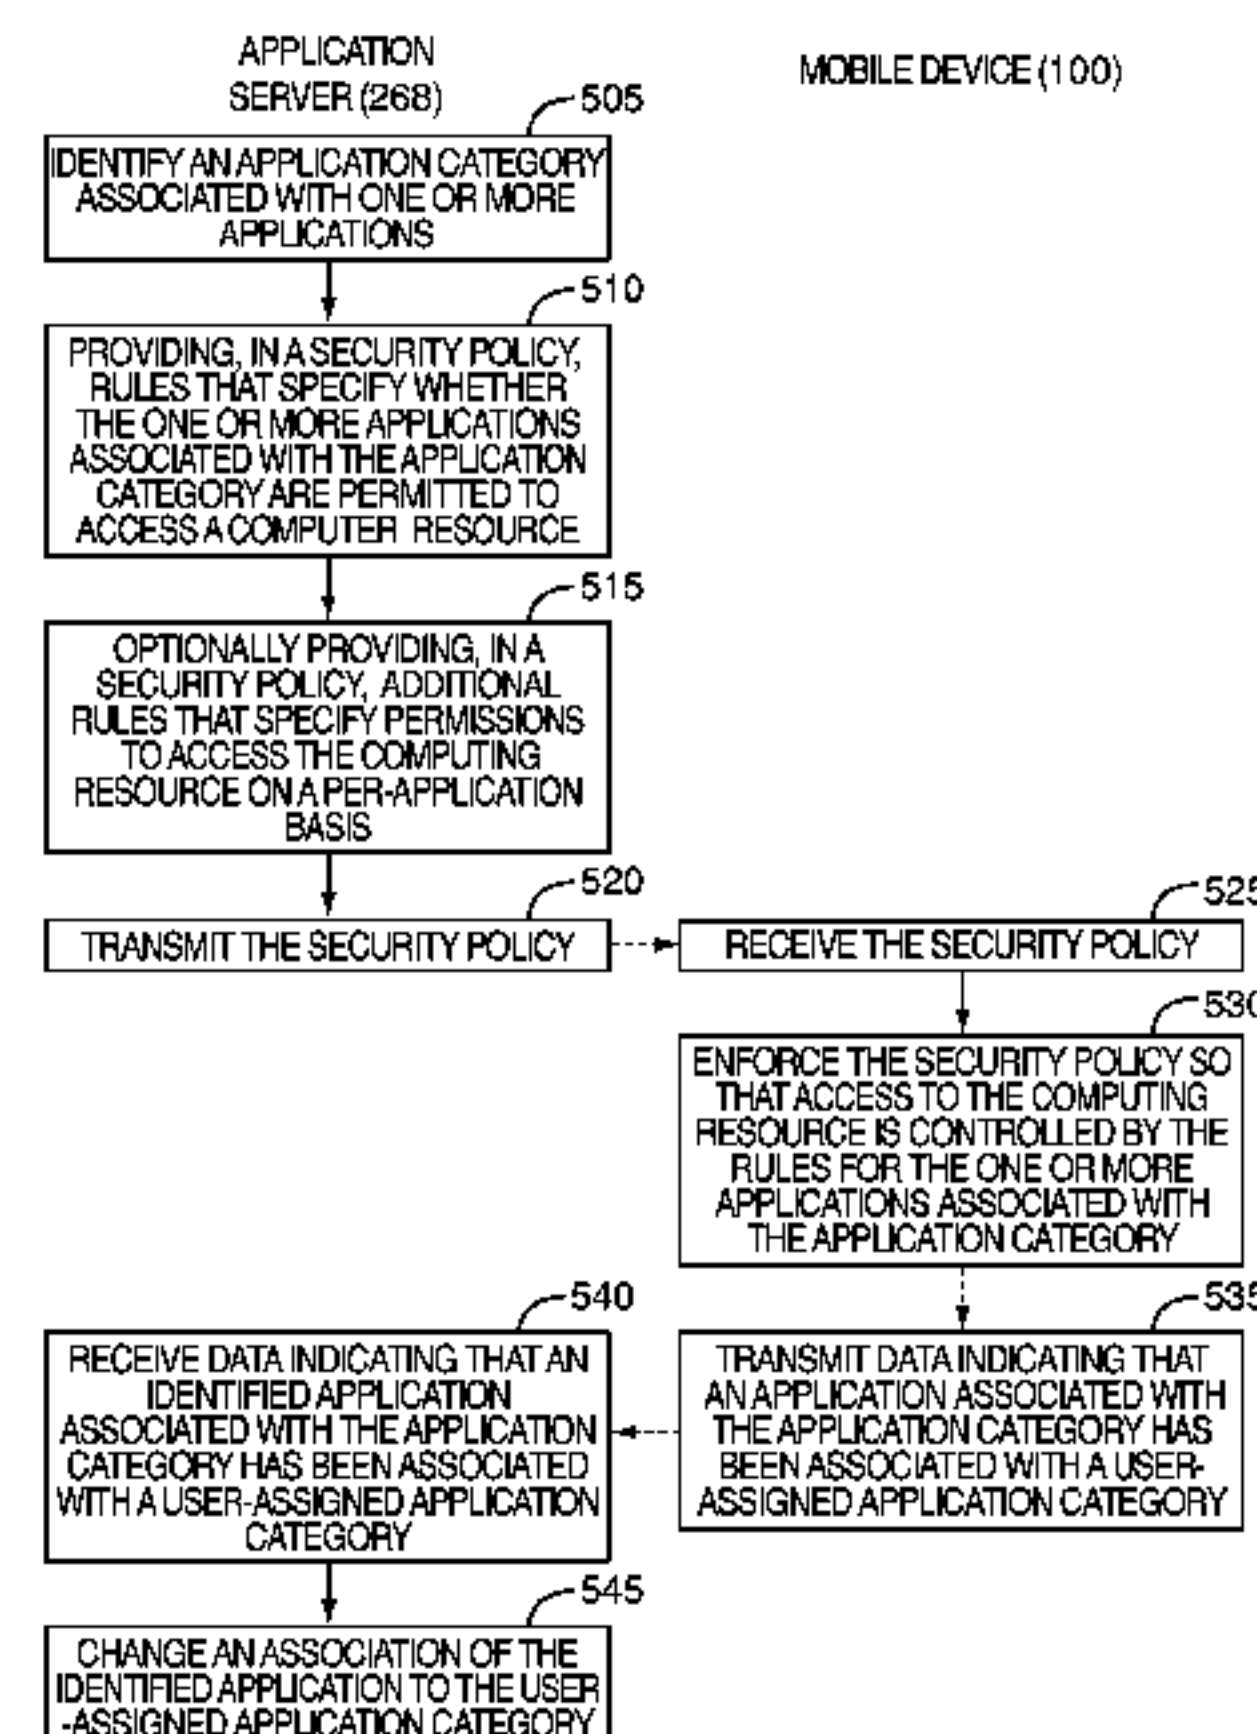 APPLICATION
SERVER (268)
MOBILE DEVICE (100)
505
IDENTIFY AN APPLICATION CATEGORY
ASSOCIATED WITH ONE OR MORE
APPLICATIONS
510
PROVIDING, IN A SECURITY POLICY,
RULES THAT SPECIFY WHETHER
THE ONE OR MORE APPLICATIONS
ASSOCIATED WITH THE APPLICATION
CATEGORY ARE PERMITTED TO
ACCESS A COMPUTER RESOURCE
515
OPTIONALLY PROVIDING, IN A
SECURITY POLICY, ADDITIONAL
RULES THAT SPECIFY PERMISSIONS
TO ACCESS THE COMPUTING
RESOURCE ON A PER-APPLICATION
BASIS
520
TRANSMIT THE SECURITY POLICY
525
RECEIVE THE SECURITY POLICY
530
ENFORCE THE SECURITY POLICY SO
THAT ACCESS TO THE COMPUTING
RESOURCE IS CONTROLLED BY THE
RULES FOR THE ONE OR MORE
APPLICATIONS ASSOCIATED WITH
THE APPLICATION CATEGORY
535
TRANSMIT DATA INDICATING THAT
AN APPLICATION ASSOCIATED WITH
THE APPLICATION CATEGORY HAS
BEEN ASSOCIATED WITH A USER-
ASSIGNED APPLICATION CATEGORY
540
RECEIVE DATA INDICATING THAT AN
IDENTIFIED APPLICATION
ASSOCIATED WITH THE APPLICATION
CATEGORY HAS BEEN ASSOCIATED
WITH A USER-ASSIGNED APPLICATION
CATEGORY
545
CHANGE AN ASSOCIATION OF THE
IDENTIFIED APPLICATION TO THE USER
-ASSIGNED APPLICATION CATEGORY